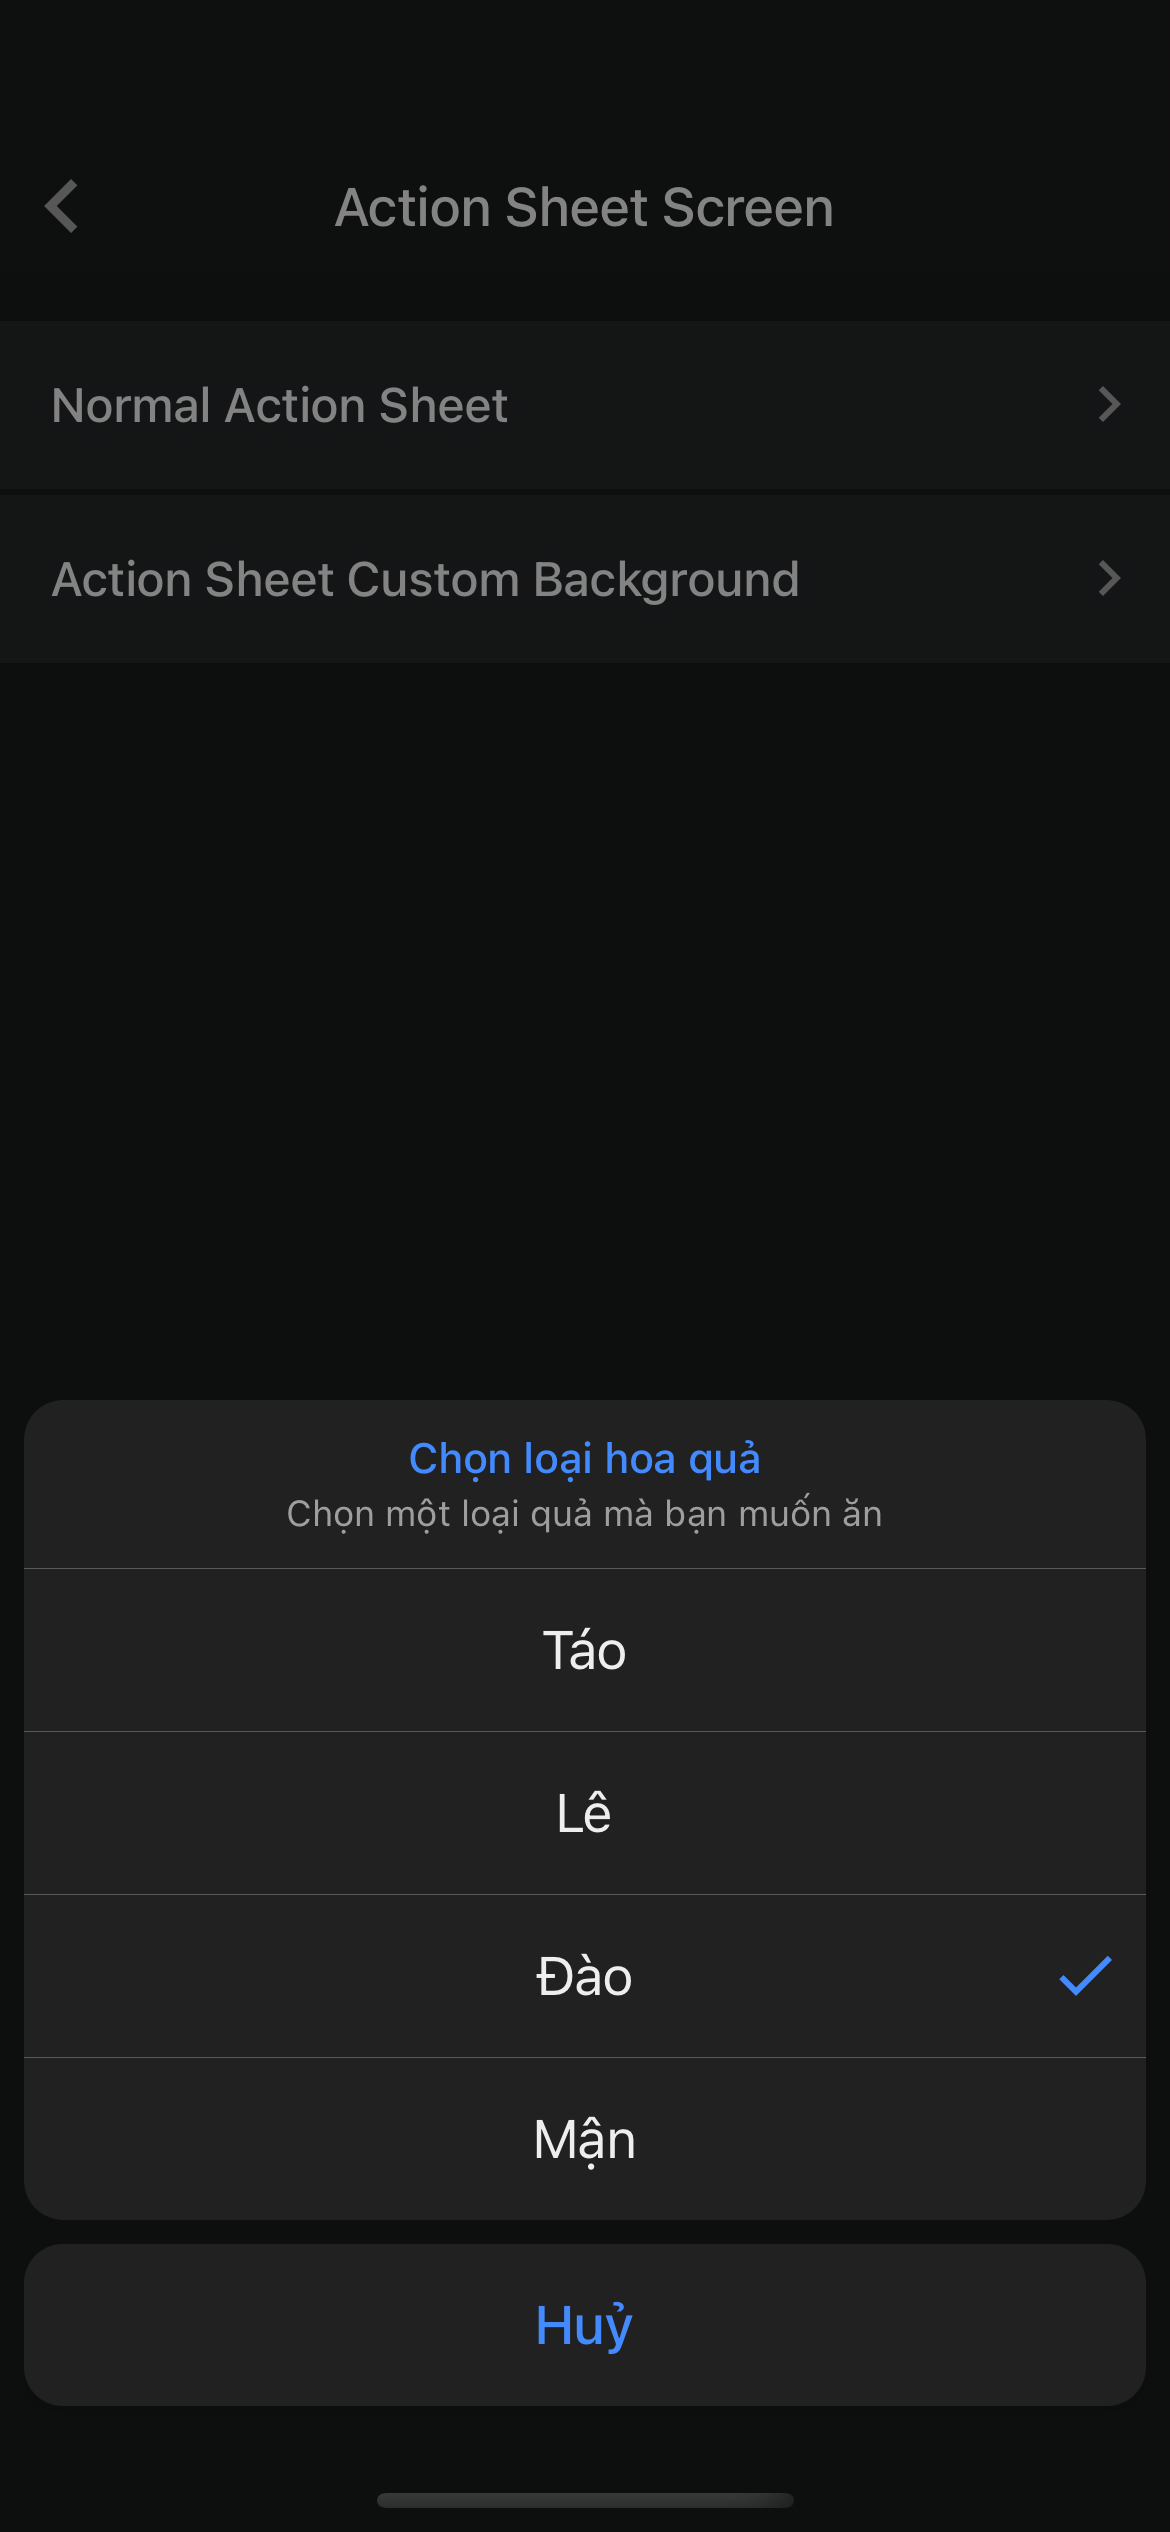 Action Sheet Screen
Normal Action Sheet
Action Sheet Custom Background
Chọn loại hoa quả
Chọn một loại quả mà bạn muốn ăn
Táo
Lê
Đào
Mận
Huỷ